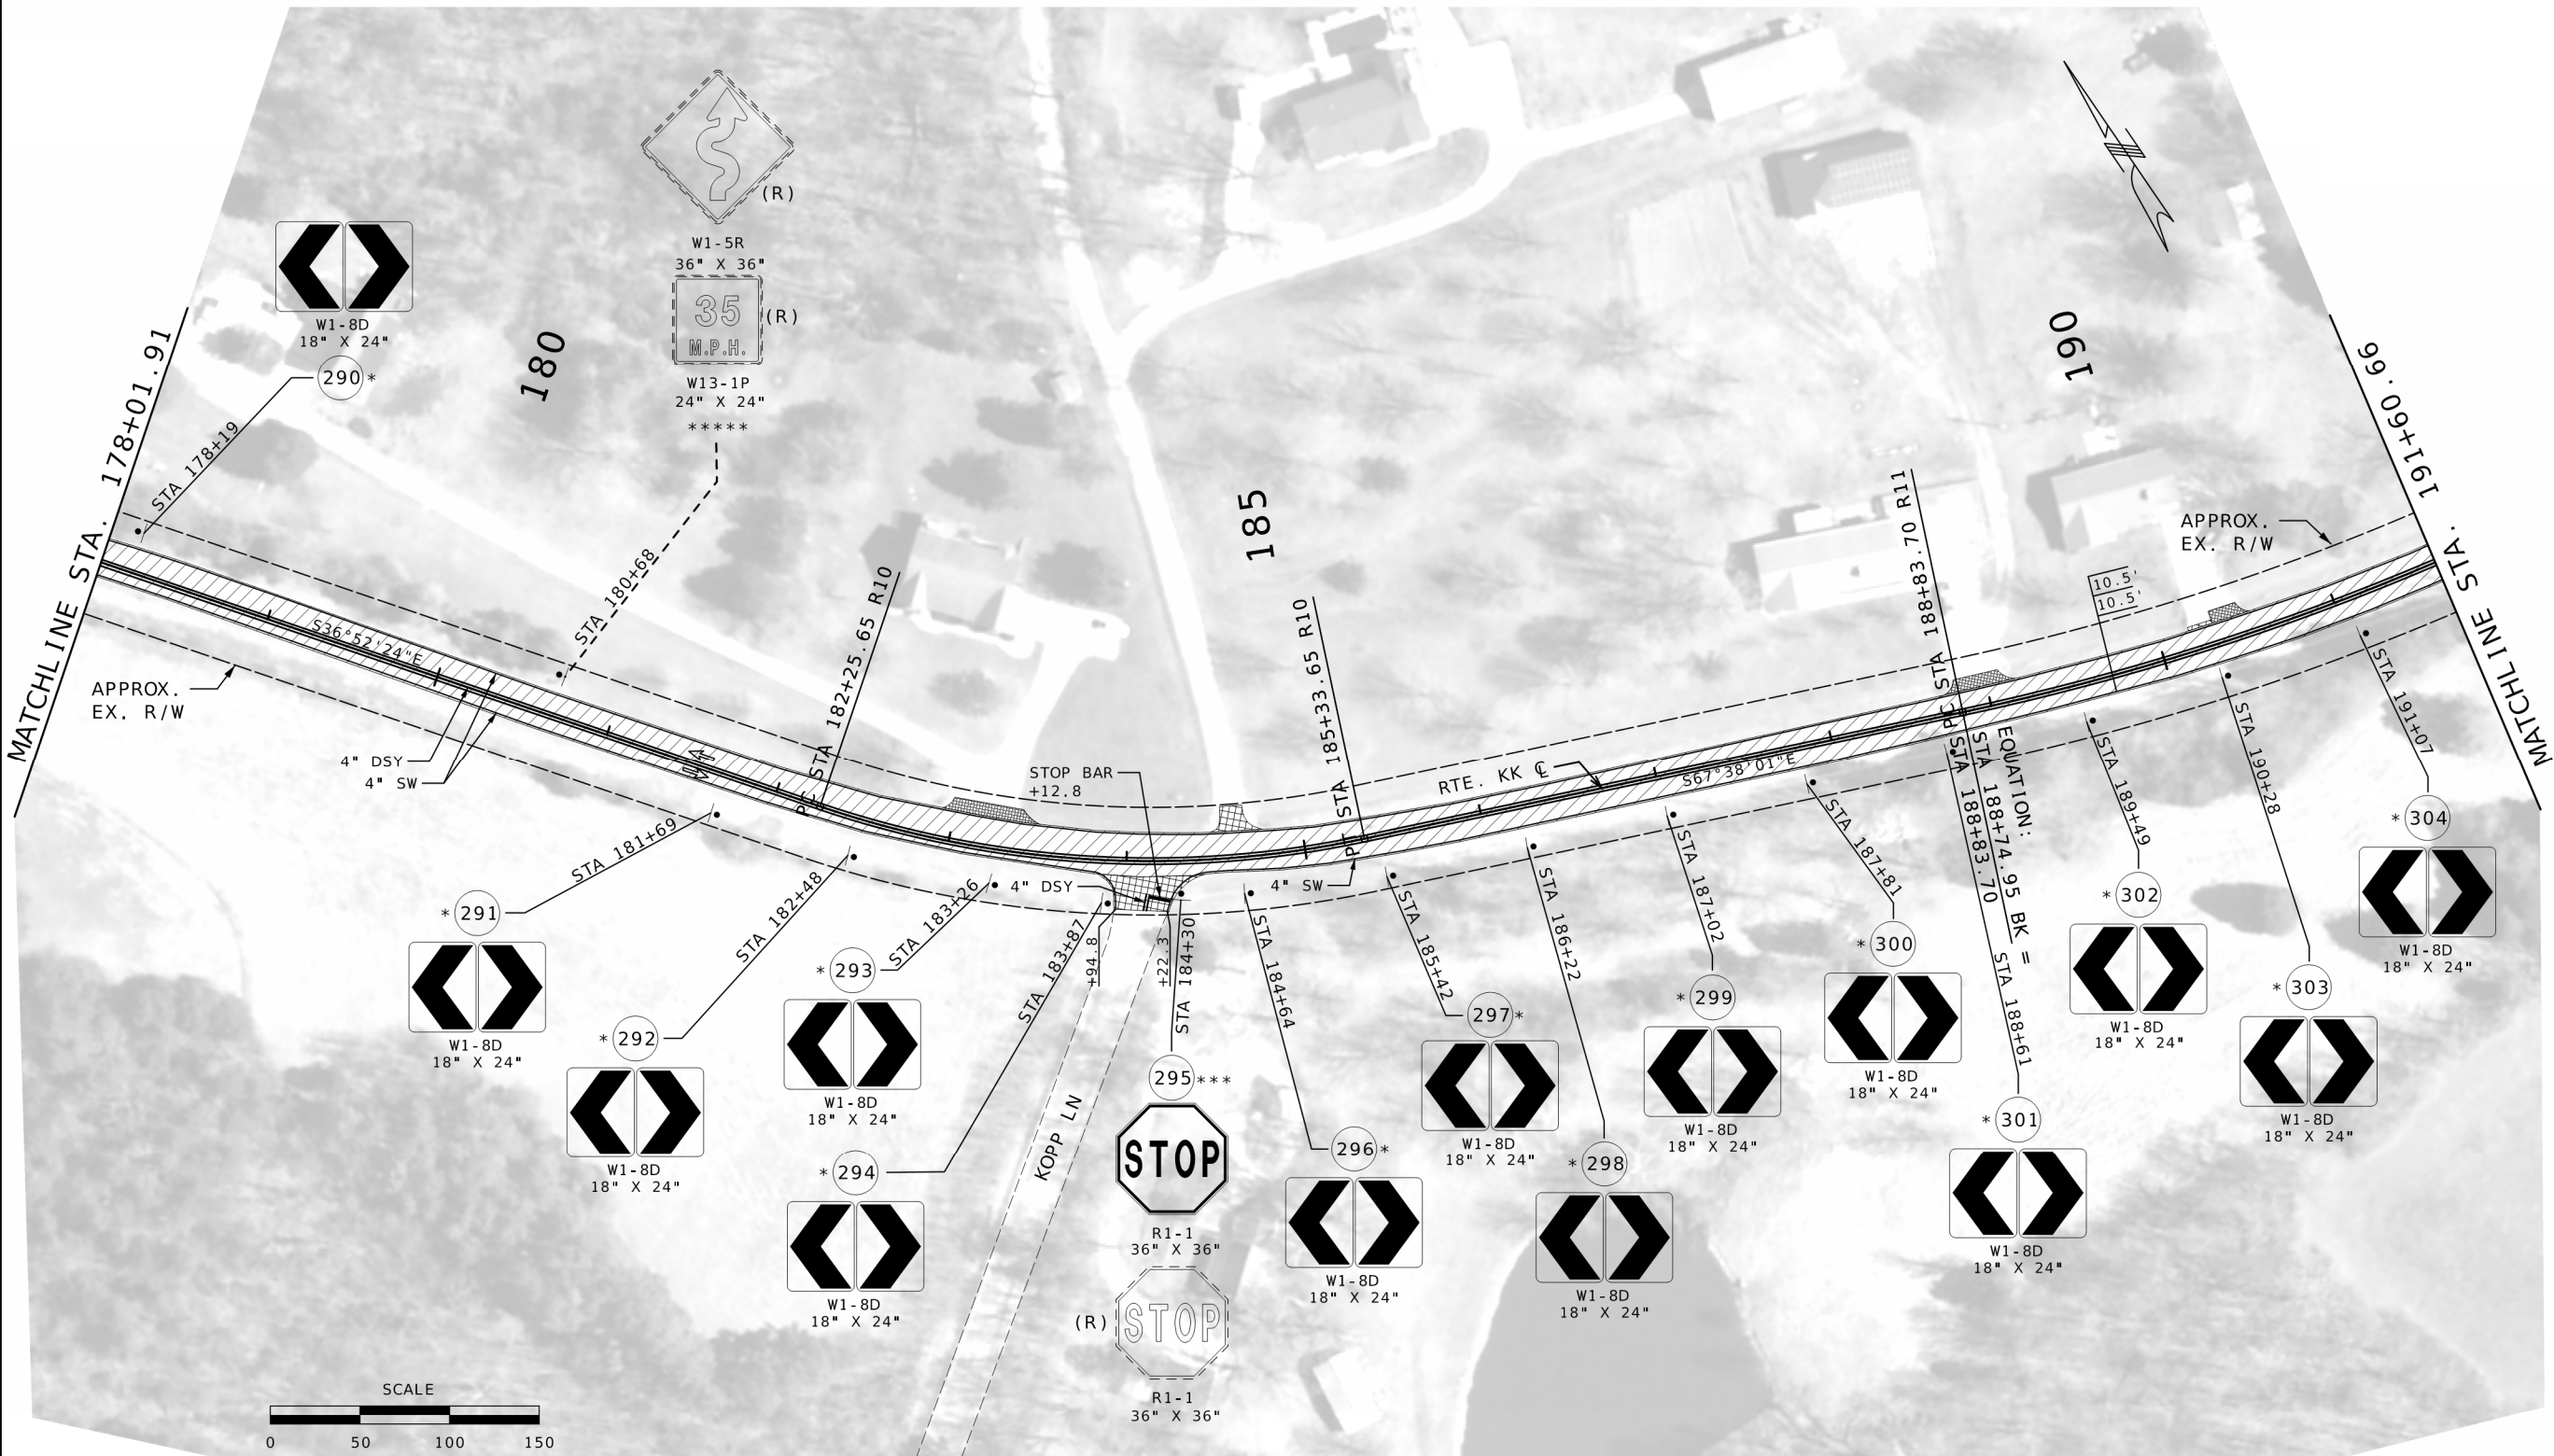 W1-5R
36" X 36"
(R)
35
M.P.H.
(R)
W13-1P
24" X 24"
*****
STA 180+68
W1-8D
18" X 24"
290 *
STA 178+19
MATCHLINE STA. 178+01.91
180
185
190
MATCHLINE STA. 191+60.66
APPROX.
EX. R/W
APPROX.
EX. R/W
S36°52'24"E
4" DSY
4" SW
PC STA 182+25.65 R10
STOP BAR
+12.8
PT STA 185+33.65 R10
RTE. KK ℄
S67°38'01"E
PC STA 188+83.70 R11
10.5'
10.5'
EQUATION:
STA 188+74.95 BK =
STA 188+83.70
4" DSY
4" SW
+94.8
+22.3
KOPP LN
STA 181+69
* 291
W1-8D
18" X 24"
STA 182+48
* 292
W1-8D
18" X 24"
STA 183+26
* 293
W1-8D
18" X 24"
STA 183+87
* 294
W1-8D
18" X 24"
STA 184+30
295 ***
STOP
R1-1
36" X 36"
(R)
STOP
R1-1
36" X 36"
STA 184+64
296 *
W1-8D
18" X 24"
STA 185+42
297 *
W1-8D
18" X 24"
STA 186+22
* 298
W1-8D
18" X 24"
STA 187+02
* 299
W1-8D
18" X 24"
STA 187+81
* 300
W1-8D
18" X 24"
STA 188+61
* 301
W1-8D
18" X 24"
STA 189+49
* 302
W1-8D
18" X 24"
STA 190+28
* 303
W1-8D
18" X 24"
STA 191+07
* 304
W1-8D
18" X 24"
SCALE
0 50 100 150